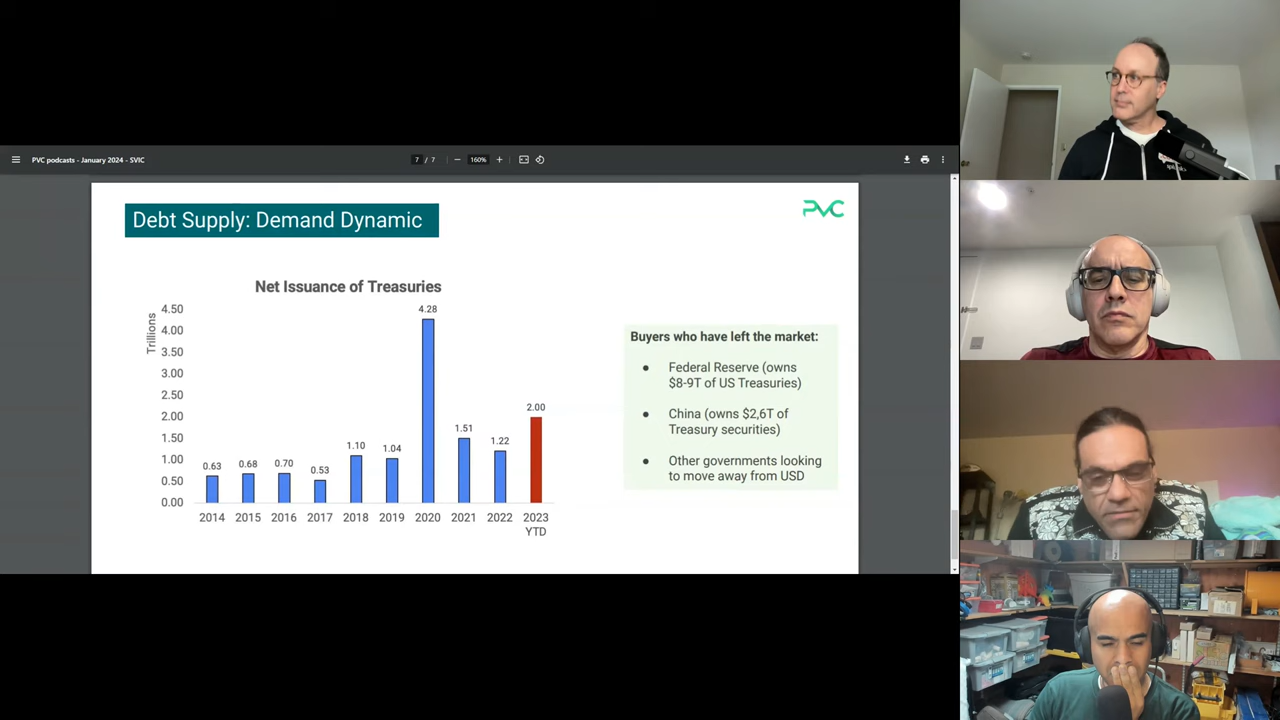 PVC podcasts - January 2024 - SVIC
7 / 7
160%
Debt Supply: Demand Dynamic
PVC
Net Issuance of Treasuries
Trillions
4.50
4.00
3.50
3.00
2.50
2.00
1.50
1.00
0.50
0.00
0.63
0.68
0.70
0.53
1.10
1.04
4.28
1.51
1.22
2.00
2014
2015
2016
2017
2018
2019
2020
2021
2022
2023
YTD
Buyers who have left the market:
● Federal Reserve (owns
$8-9T of US Treasuries)
● China (owns $2,6T of
Treasury securities)
● Other governments looking
to move away from USD